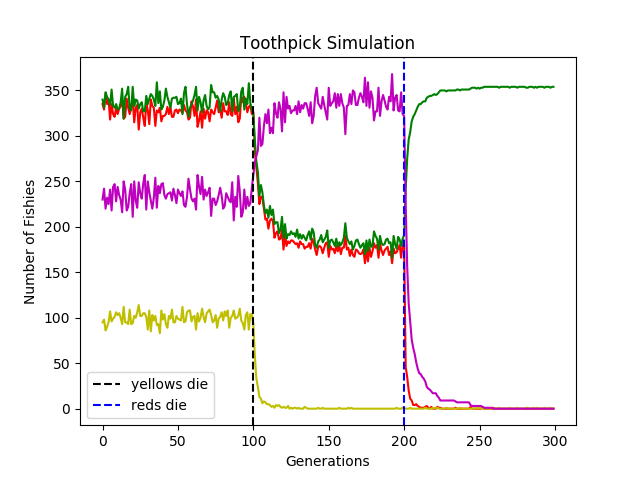 Toothpick Simulation
Number of Fishies
350
300
250
200
150
100
50
0
yellows die
reds die
0 50 100 150 200 250 300
Generations